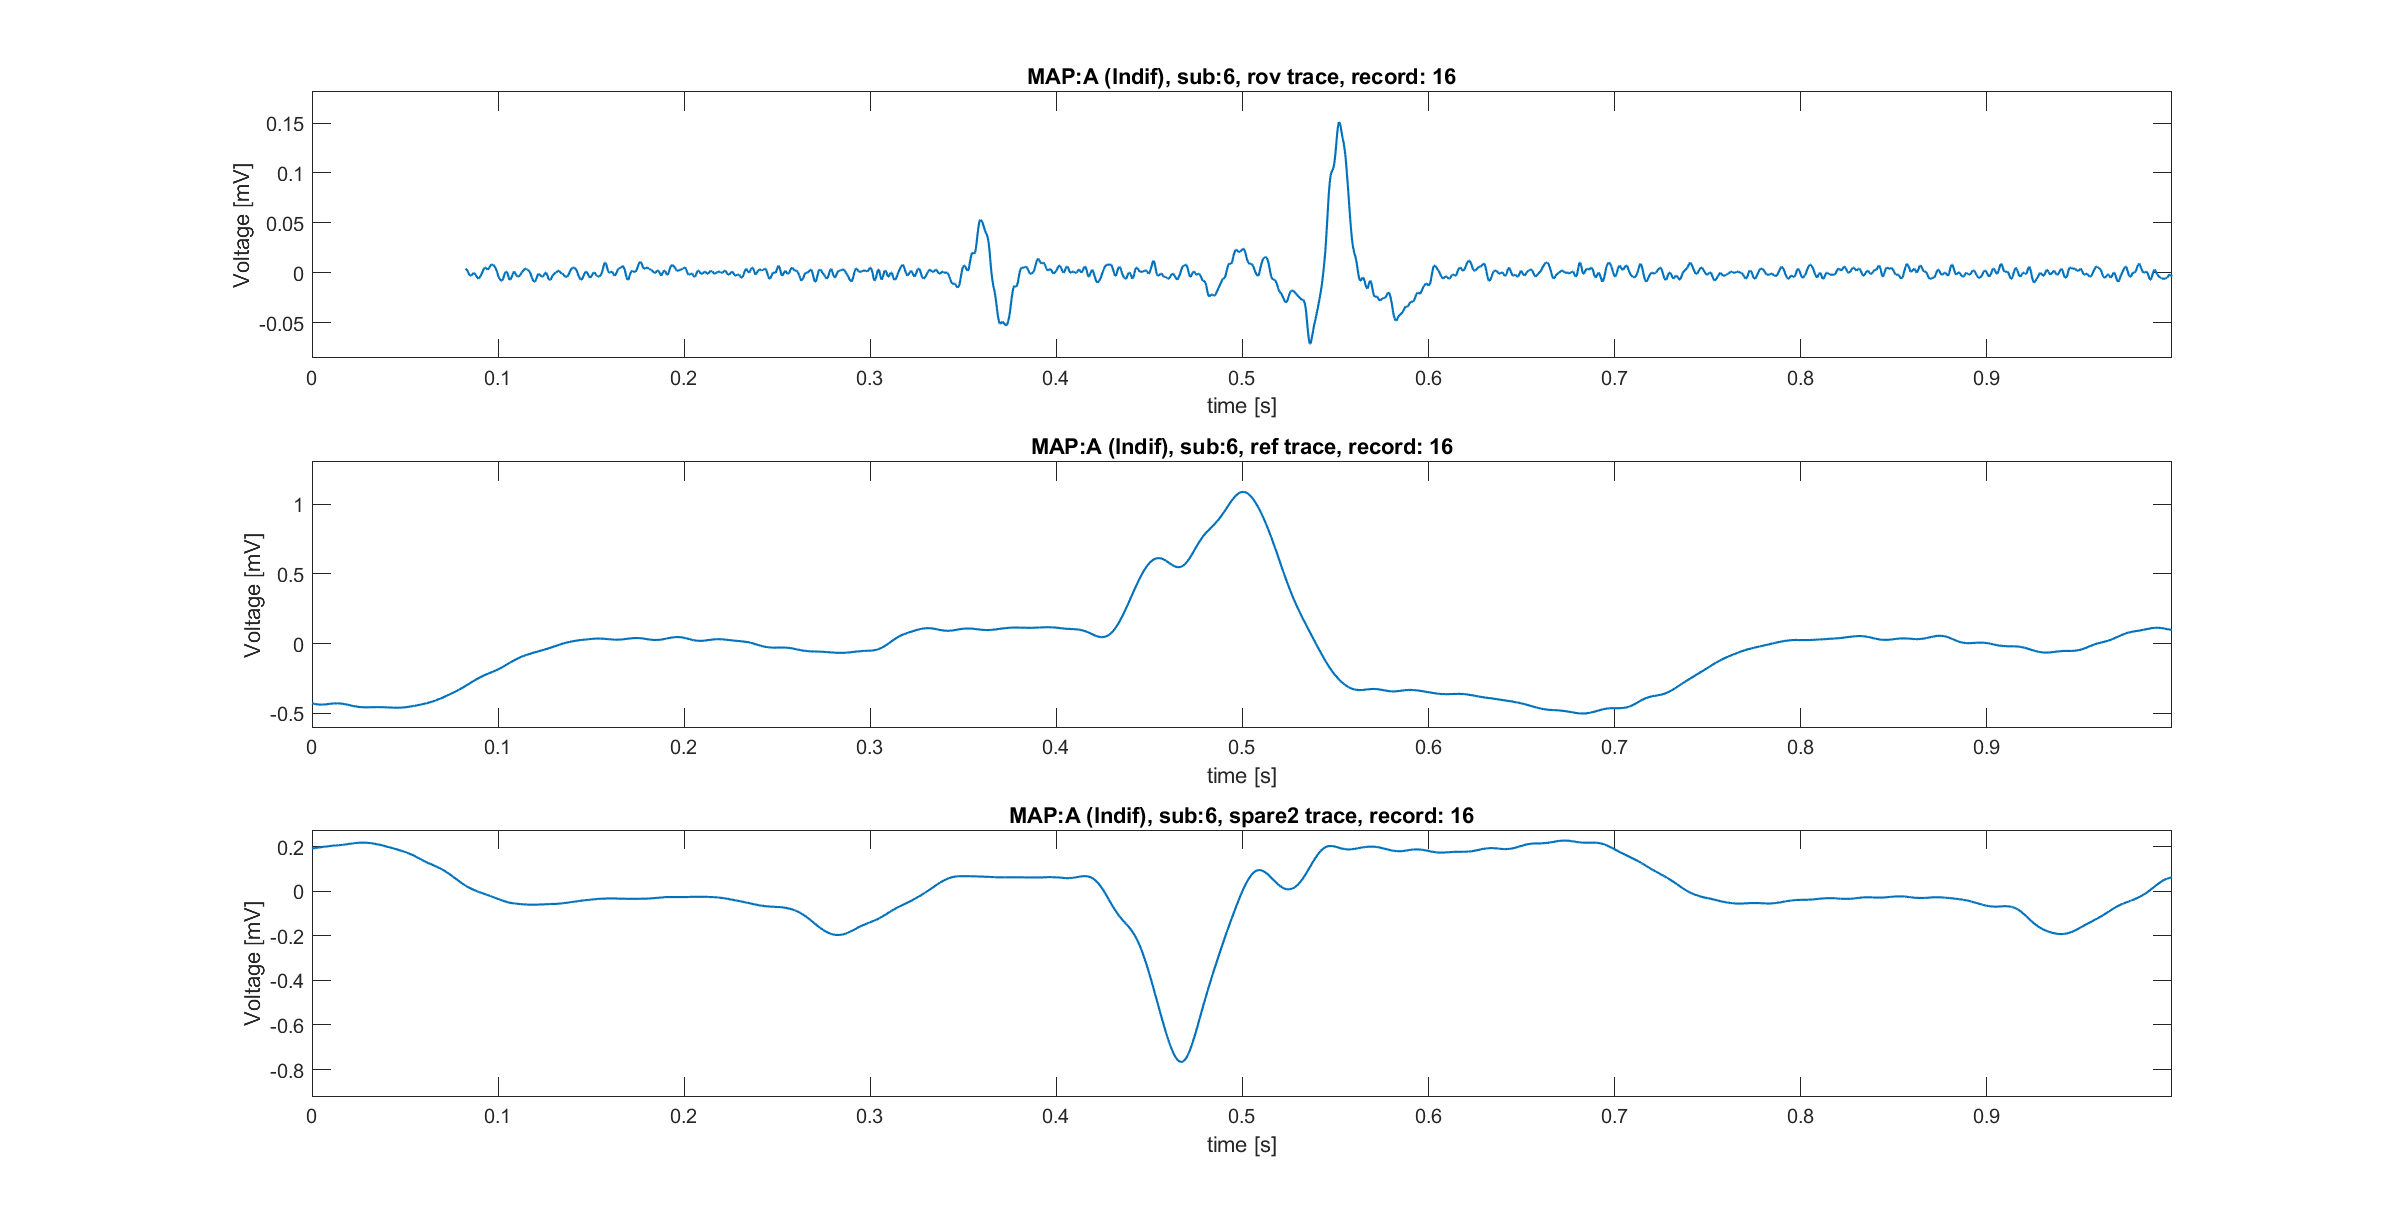 MAP:A (Indif), sub:6, rov trace, record: 16
Voltage [mV]
0.15
0.1
0.05
0
-0.05
0 0.1 0.2 0.3 0.4 0.5 0.6 0.7 0.8 0.9
time [s]
MAP:A (Indif), sub:6, ref trace, record: 16
Voltage [mV]
1
0.5
0
-0.5
0 0.1 0.2 0.3 0.4 0.5 0.6 0.7 0.8 0.9
time [s]
MAP:A (Indif), sub:6, spare2 trace, record: 16
Voltage [mV]
0.2
0
-0.2
-0.4
-0.6
-0.8
0 0.1 0.2 0.3 0.4 0.5 0.6 0.7 0.8 0.9
time [s]